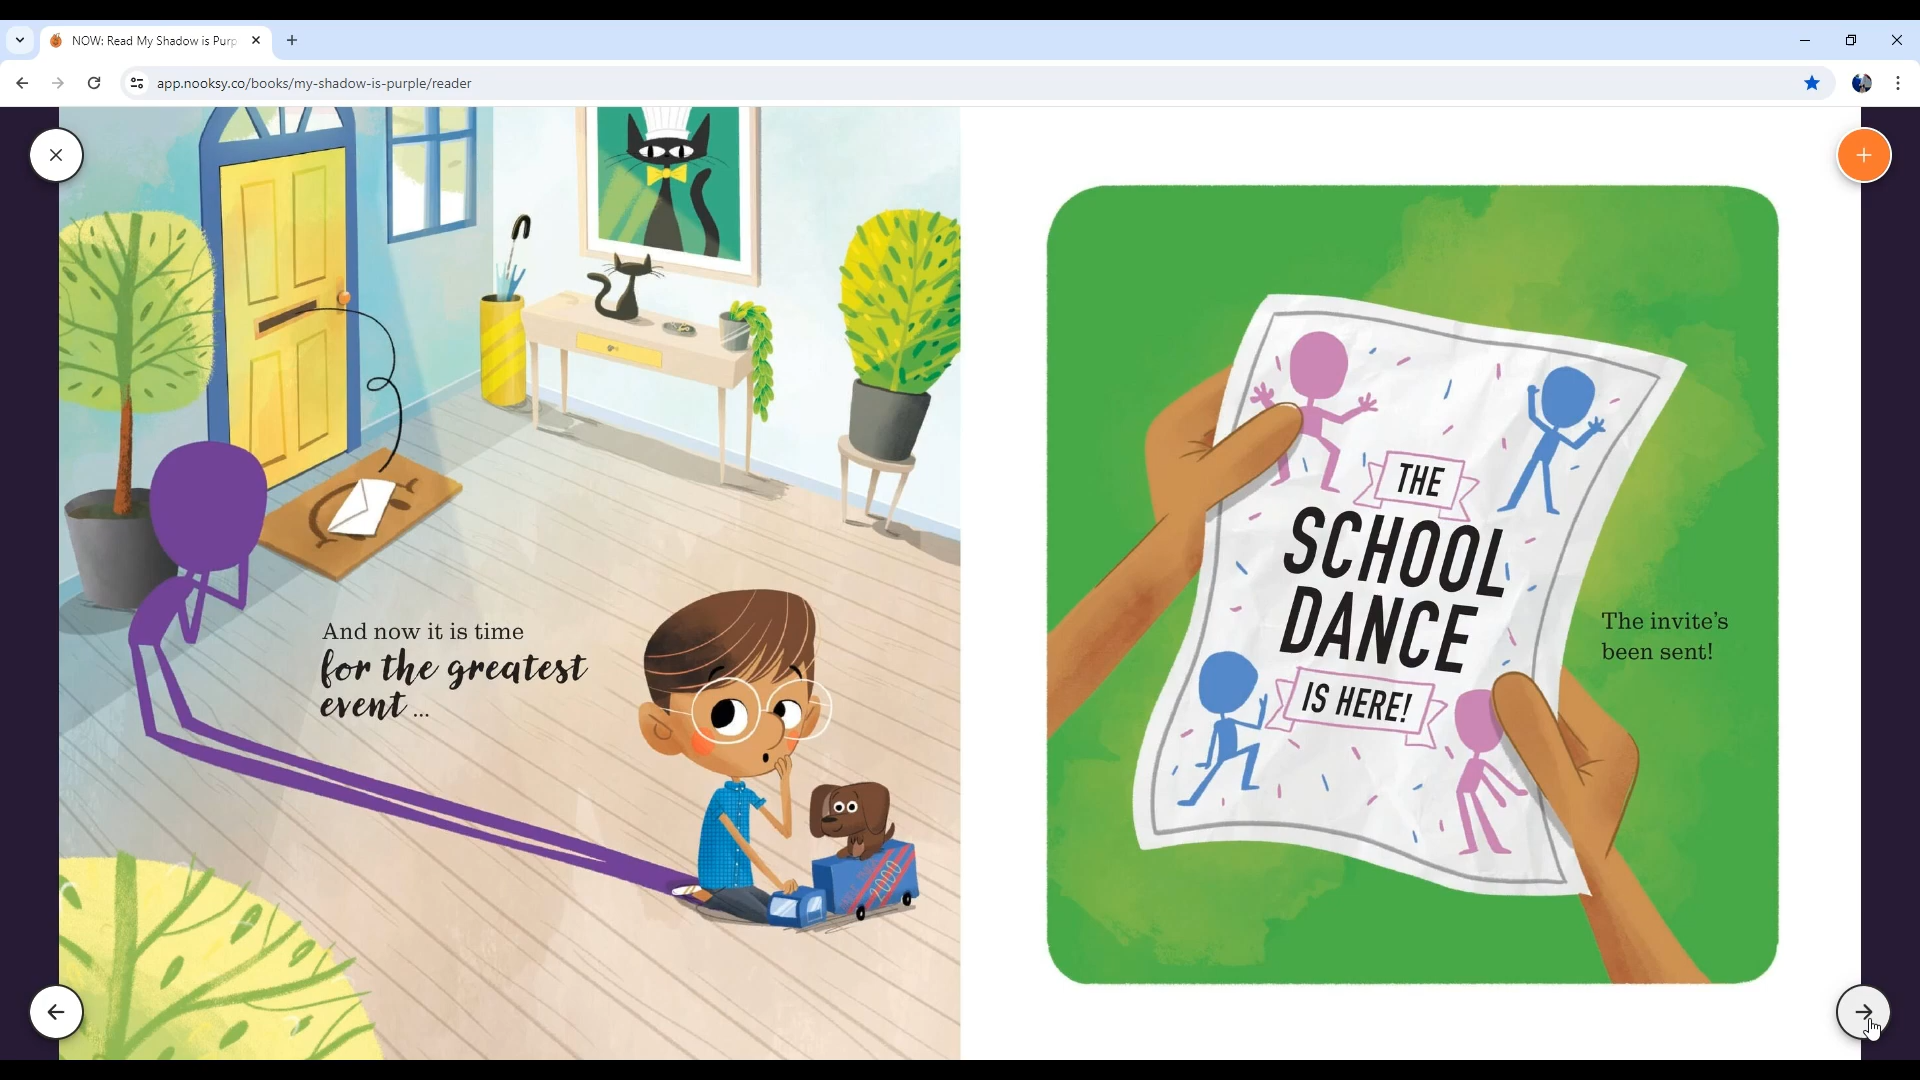 NOW: Read My Shadow is Purp
app.nooksy.co/books/my-shadow-is-purple/reader
And now it is time
for the greatest
event ...
2000
THE
SCHOOL
DANCE
IS HERE!
The invite's
been sent!